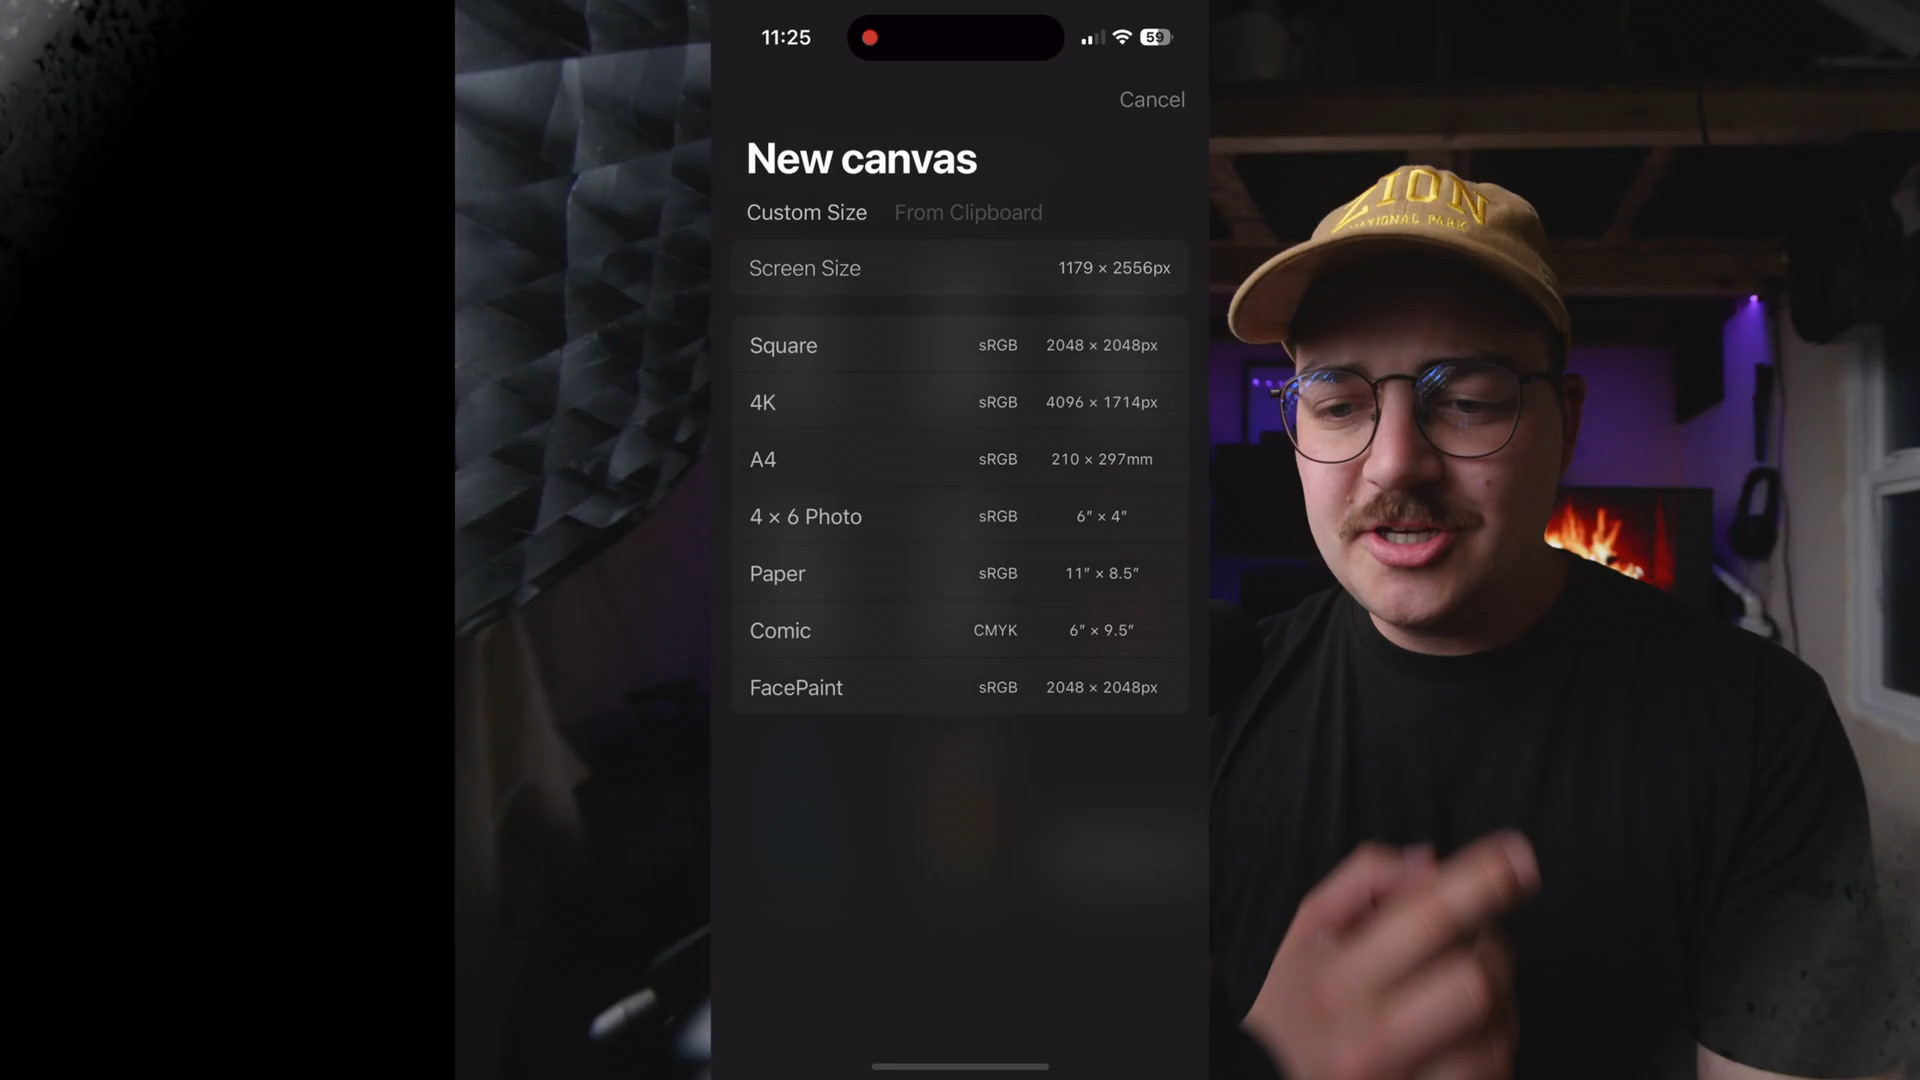 11:25
59
Cancel
New canvas
Custom Size From Clipboard
Screen Size 1179 × 2556px
Square sRGB 2048 × 2048px
4K sRGB 4096 × 1714px
A4 sRGB 210 × 297mm
4 × 6 Photo sRGB 6” × 4”
Paper sRGB 11” × 8.5”
Comic CMYK 6” × 9.5”
FacePaint sRGB 2048 × 2048px
ZION
NATIONAL PARK